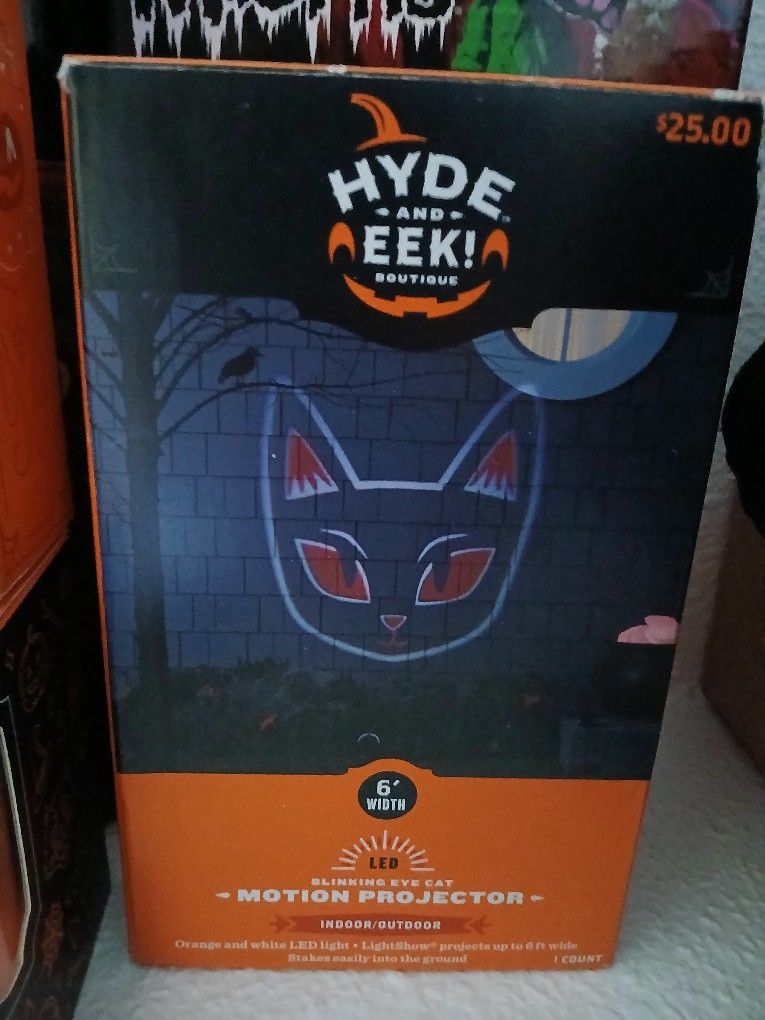 $25.00
HYDE
AND
EEK!
BOUTIQUE
6'
WIDTH
LED
BLINKING EYE CAT
MOTION PROJECTOR
INDOOR/OUTDOOR
Orange and white LED light • LightShow® projects up to 6 ft wide
Stakes easily into the ground
1 COUNT